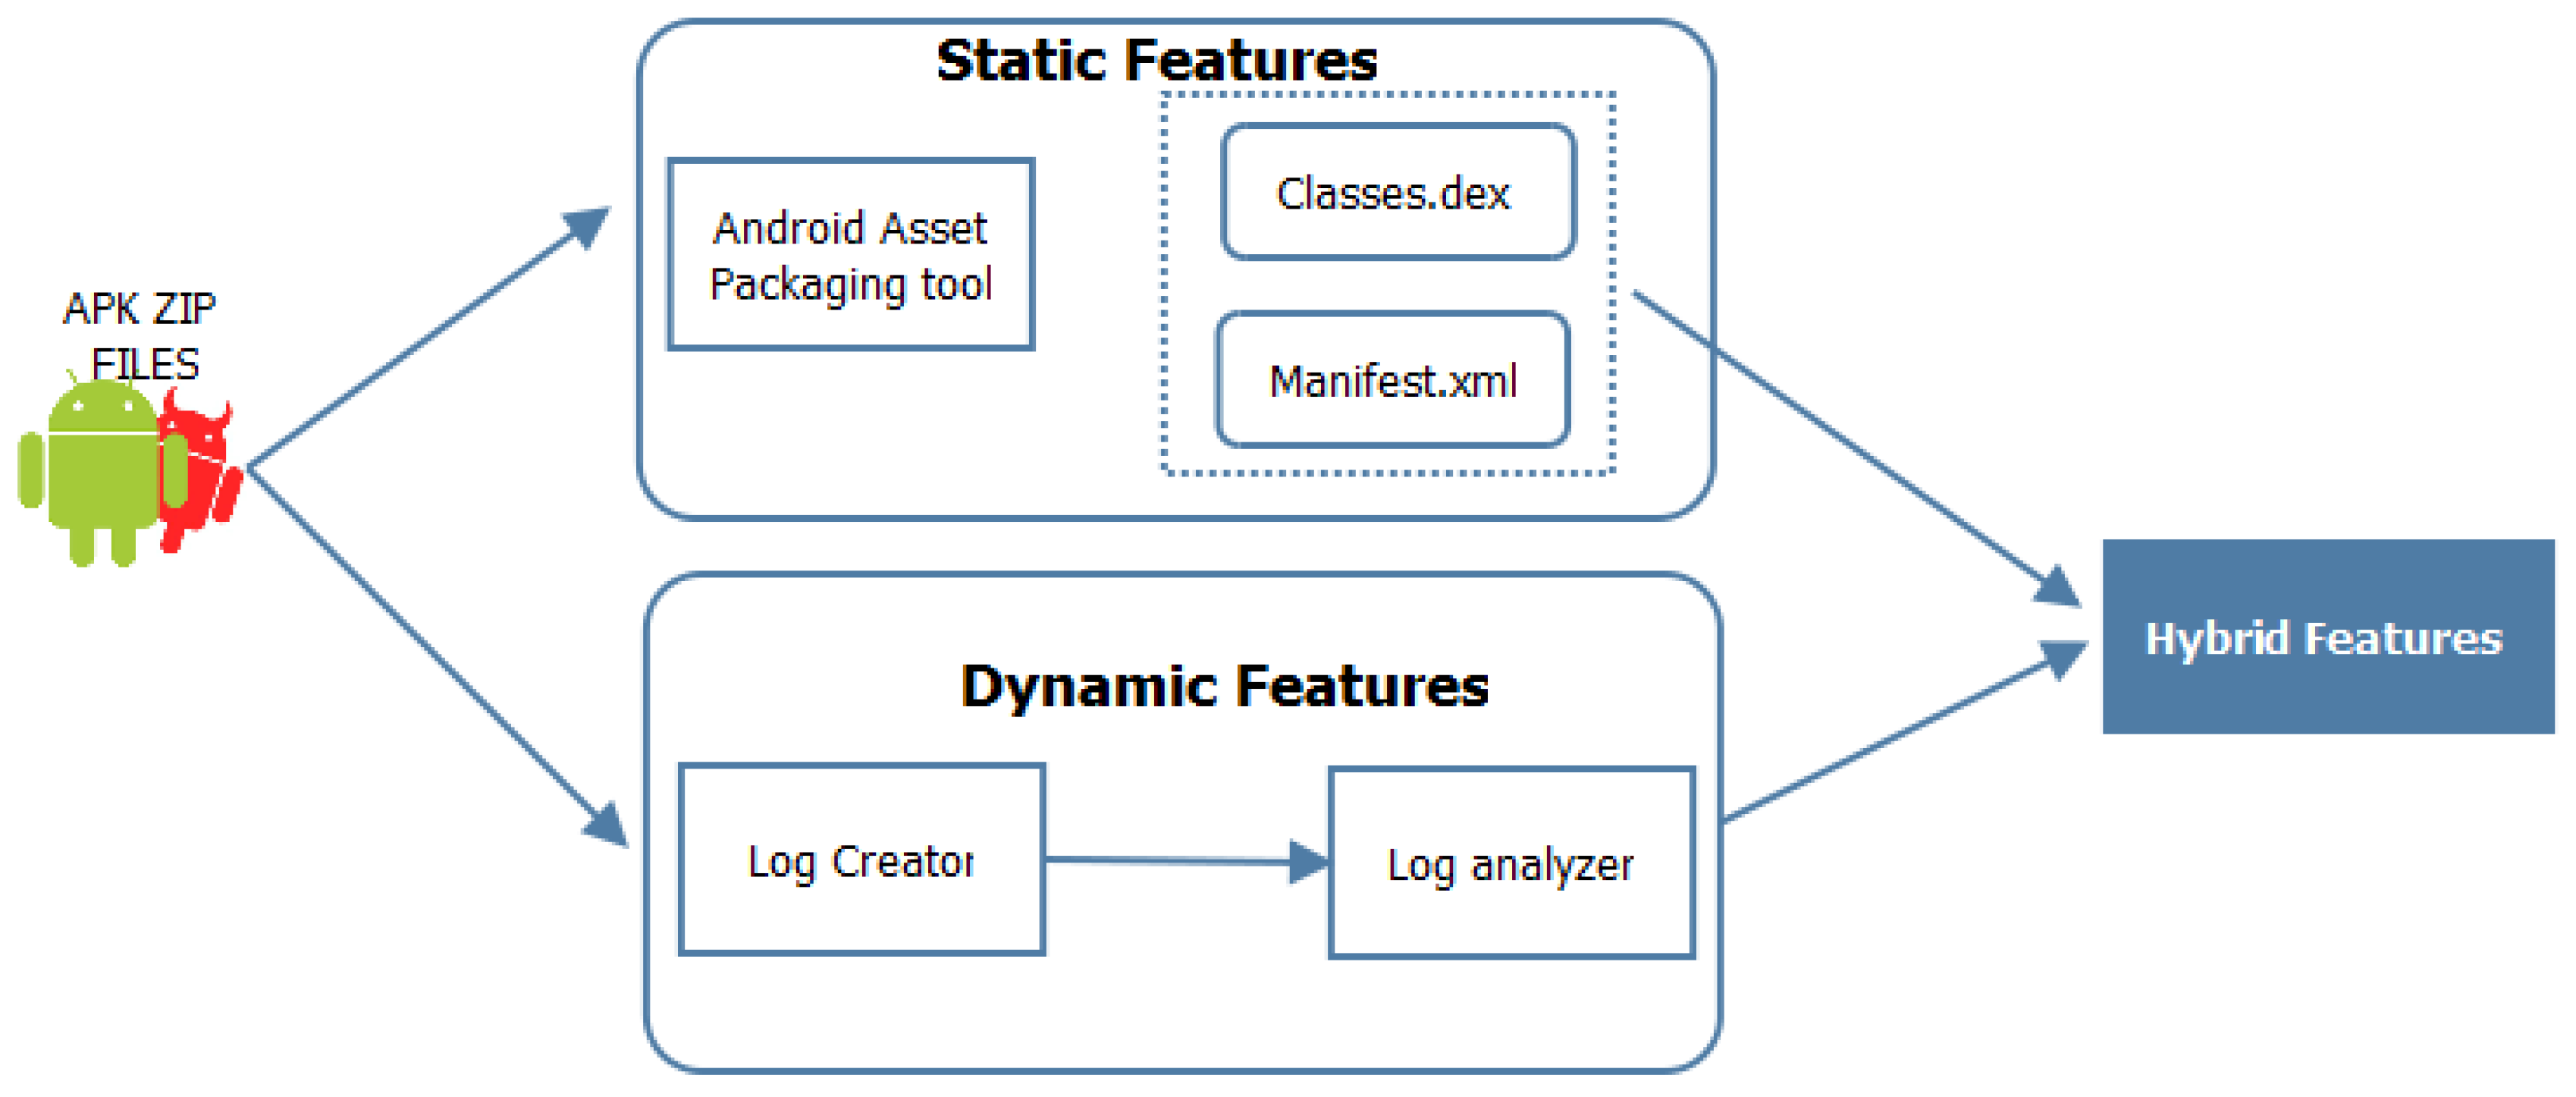 APK ZIP
FILES
Static Features
Android Asset
Packaging tool
Classes.dex
Manifest.xml
Dynamic Features
Log Creator
Log analyzer
Hybrid Features